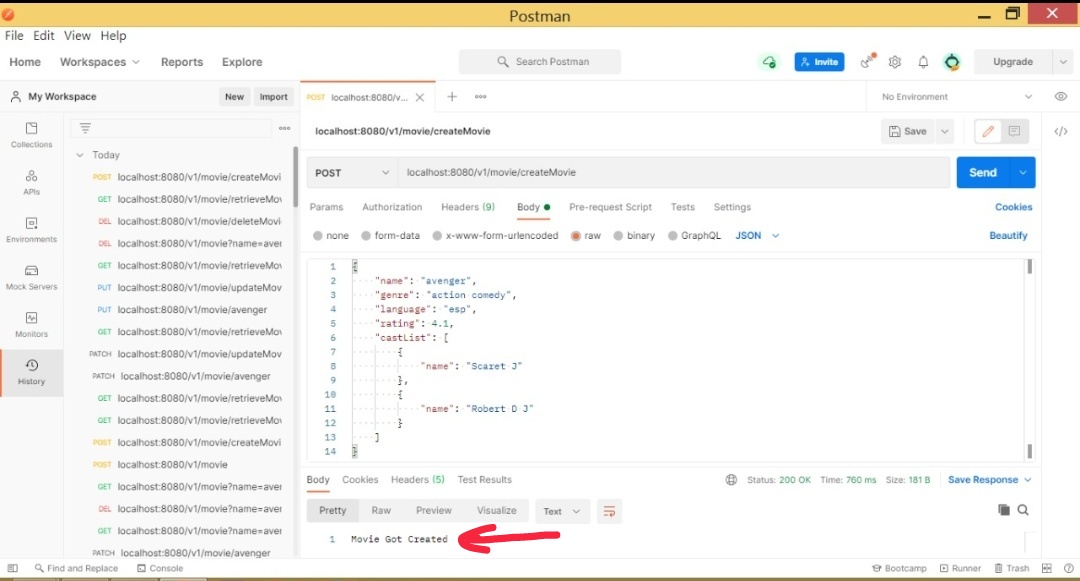 Postman
File Edit View Help
Home Workspaces Reports Explore Search Postman Invite Upgrade
My Workspace New Import
POST localhost:8080/v... No Environment
Collections
APIs
Environments
Mock Servers
Monitors
History
Today
POST localhost:8080/v1/movie/createMovi
GET localhost:8080/v1/movie/retrieveMov
DEL localhost:8080/v1/movie/deleteMovi
DEL localhost:8080/v1/movie?name=aver
GET localhost:8080/v1/movie/retrieveMov
PUT localhost:8080/v1/movie/updateMov
PUT localhost:8080/v1/movie/avenger
GET localhost:8080/v1/movie/retrieveMov
PATCH localhost:8080/v1/movie/updateMov
PATCH localhost:8080/v1/movie/avenger
GET localhost:8080/v1/movie/retrieveMov
GET localhost:8080/v1/movie/retrieveMov
POST localhost:8080/v1/movie/createMovi
POST localhost:8080/v1/movie
GET localhost:8080/v1/movie?name=aver
DEL localhost:8080/v1/movie?name=aver
GET localhost:8080/v1/movie?name=aver
PATCH localhost:8080/v1/movie/avenger
localhost:8080/v1/movie/createMovie Save
POST localhost:8080/v1/movie/createMovie Send
Params Authorization Headers (9) Body Pre-request Script Tests Settings Cookies
none form-data x-www-form-urlencoded raw binary GraphQL JSON Beautify
1 {
2 "name": "avenger",
3 "genre": "action comedy",
4 "language": "esp",
5 "rating": 4.1,
6 "castList": [
7 {
8 "name": "Scaret J"
9 },
10 {
11 "name": "Robert D J"
12 }
13 ]
14 }
Body Cookies Headers (5) Test Results Status: 200 OK Time: 760 ms Size: 181 B Save Response
Pretty Raw Preview Visualize Text
1 Movie Got Created
Find and Replace Console Bootcamp Runner Trash